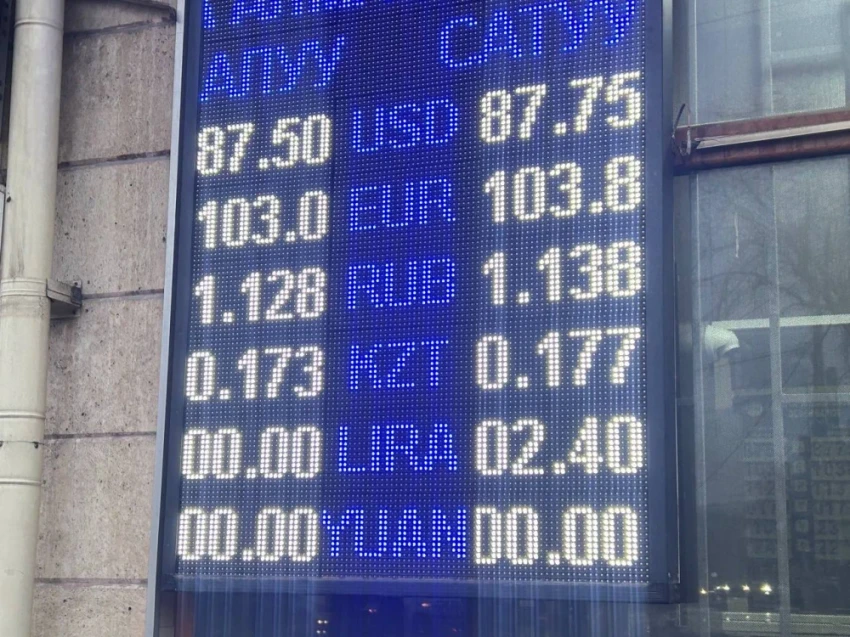 АЛУУ САТУУ
87.50 USD 87.75
103.0 EUR 103.8
1.128 RUB 1.138
0.173 KZT 0.177
00.00 LIRA 02.40
00.00 YUAN 00.00